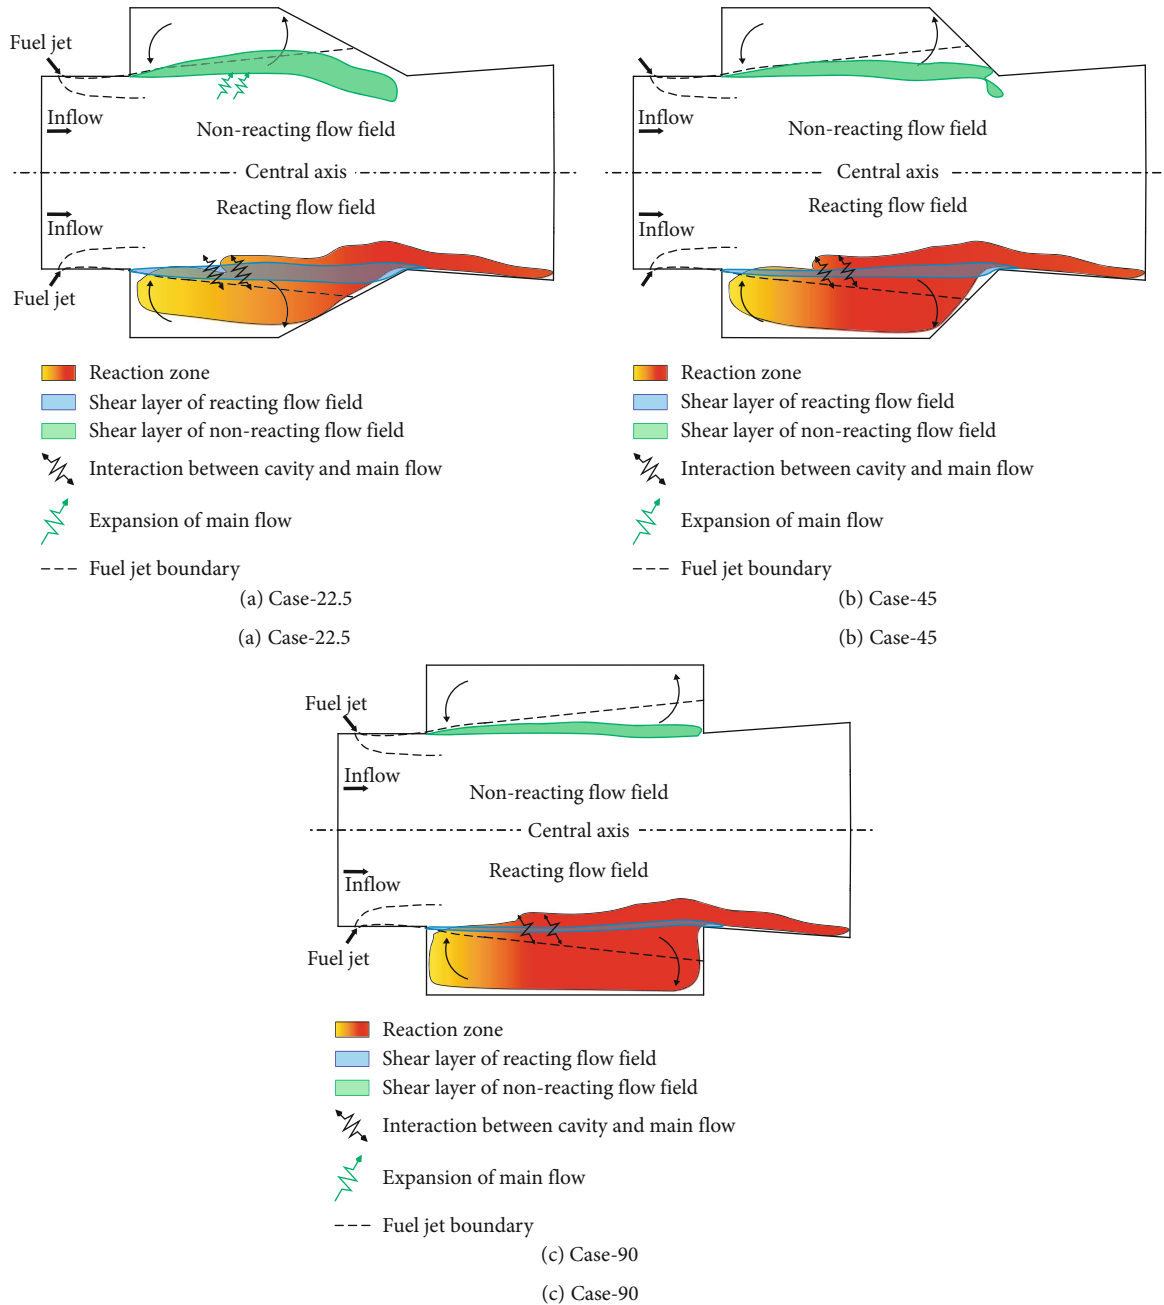 Fuel jet
Inflow
Non-reacting flow field
Central axis
Reacting flow field
Inflow
Fuel jet
Reaction zone
Shear layer of reacting flow field
Shear layer of non-reacting flow field
Interaction between cavity and main flow
Expansion of main flow
Fuel jet boundary
(a) Case-22.5
(a) Case-22.5
Inflow
Non-reacting flow field
Central axis
Reacting flow field
Inflow
Reaction zone
Shear layer of reacting flow field
Shear layer of non-reacting flow field
Interaction between cavity and main flow
Expansion of main flow
Fuel jet boundary
(b) Case-45
(b) Case-45
Fuel jet
Inflow
Non-reacting flow field
Central axis
Reacting flow field
Inflow
Fuel jet
Reaction zone
Shear layer of reacting flow field
Shear layer of non-reacting flow field
Interaction between cavity and main flow
Expansion of main flow
Fuel jet boundary
(c) Case-90
(c) Case-90